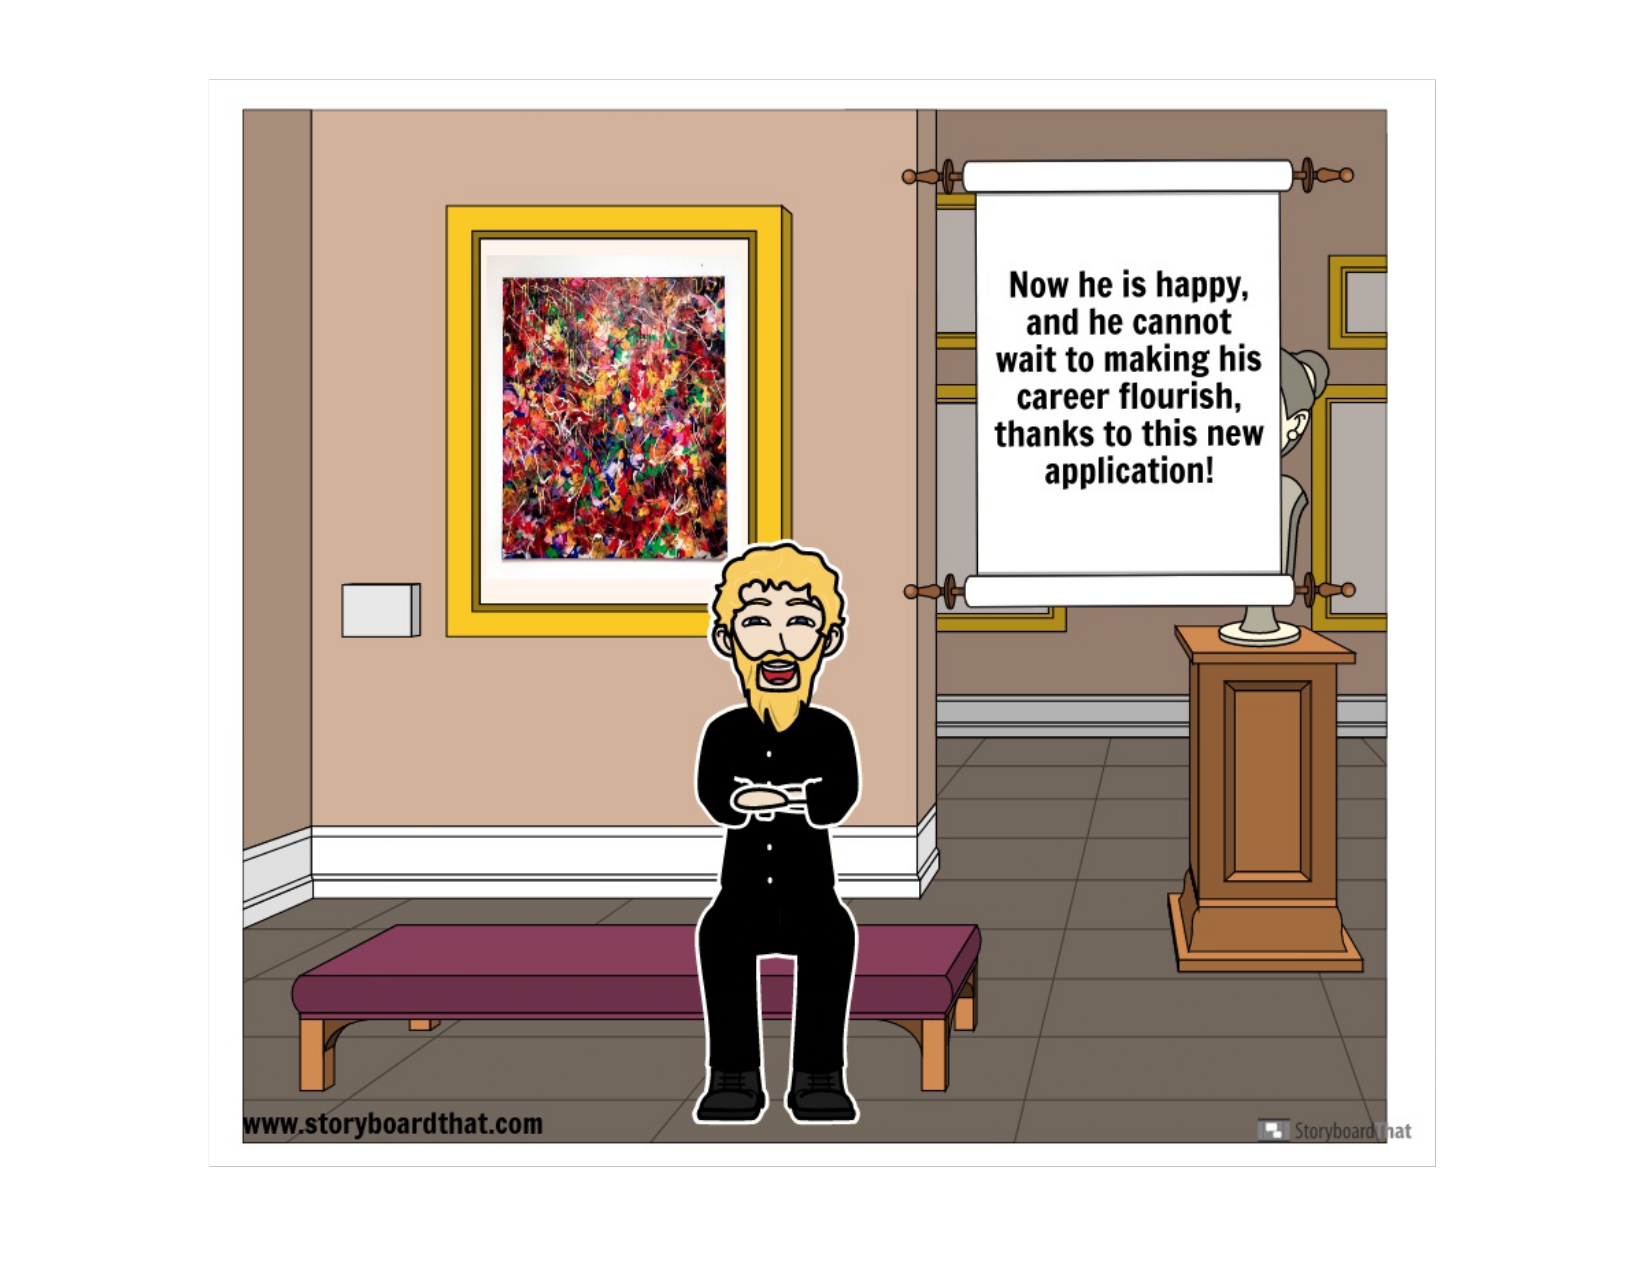 Now he is happy,
and he cannot
wait to making his
career flourish,
thanks to this new
application!
www.storyboardthat.com
StoryboardThat